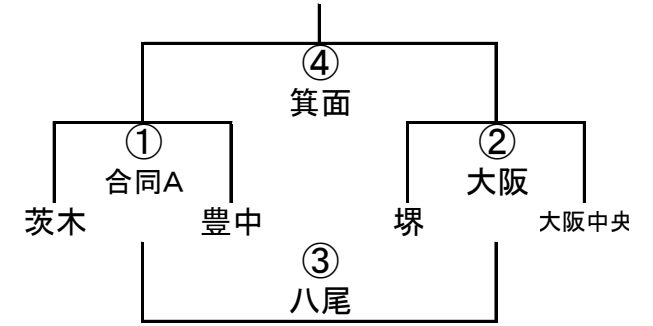 ④
箕面
①
合同A
②
大阪
茨木
豊中
堺
大阪中央
③
八尾